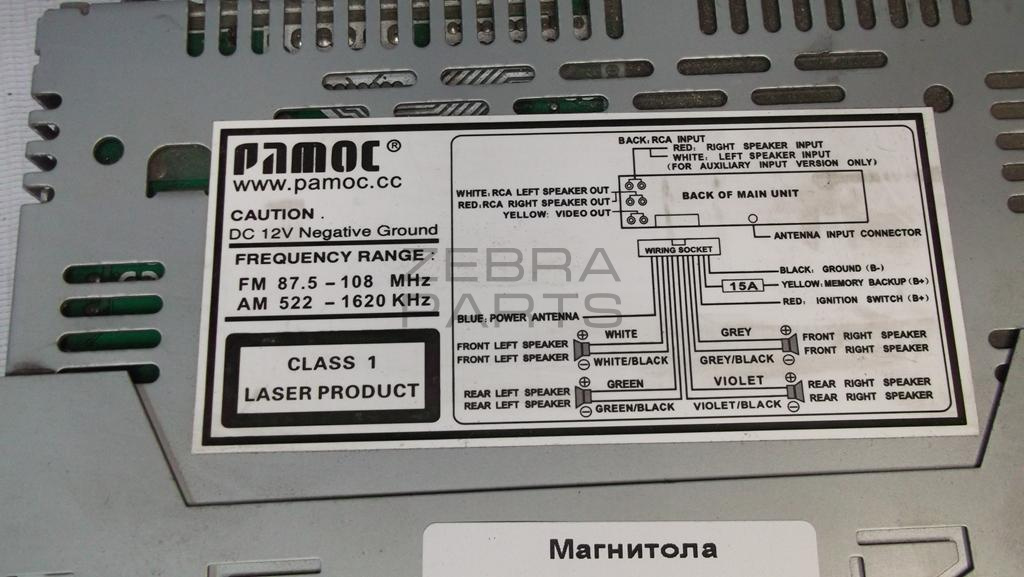 PAMOC®
www.pamoc.cc
CAUTION .
DC 12V Negative Ground
FREQUENCY RANGE :
FM 87.5 - 108 MHz
AM 522 - 1620 KHz
CLASS 1
LASER PRODUCT
BACK: RCA INPUT
RED: RIGHT SPEAKER INPUT
WHITE: LEFT SPEAKER INPUT
(FOR AUXILIARY INPUT VERSION ONLY)
WHITE:RCA LEFT SPEAKER OUT
RED:RCA RIGHT SPEAKER OUT
YELLOW: VIDEO OUT
BACK OF MAIN UNIT
ANTENNA INPUT CONNECTOR
WIRING SOCKET
BLACK: GROUND (B-)
15A
YELLOW:MEMORY BACKUP (B+)
RED: IGNITION SWITCH (B+)
BLUE: POWER ANTENNA
WHITE
FRONT LEFT SPEAKER
FRONT LEFT SPEAKER
WHITE/BLACK
GREY
FRONT RIGHT SPEAKER
FRONT RIGHT SPEAKER
GREY/BLACK
GREEN
REAR LEFT SPEAKER
REAR LEFT SPEAKER
GREEN/BLACK
VIOLET
REAR RIGHT SPEAKER
REAR RIGHT SPEAKER
VIOLET/BLACK
ZEBRA
PARTS
Магнитола